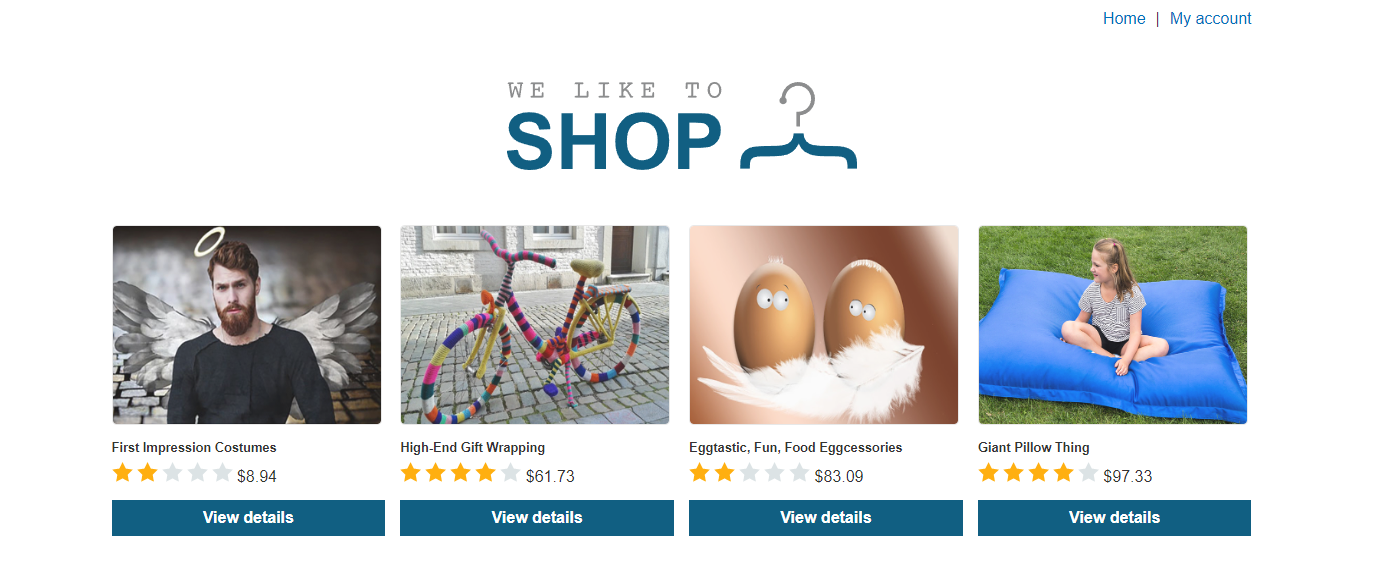 Home | My account
WE LIKE TO
SHOP
First Impression Costumes
$8.94
View details
High-End Gift Wrapping
$61.73
View details
Eggtastic, Fun, Food Eggcessories
$83.09
View details
Giant Pillow Thing
$97.33
View details